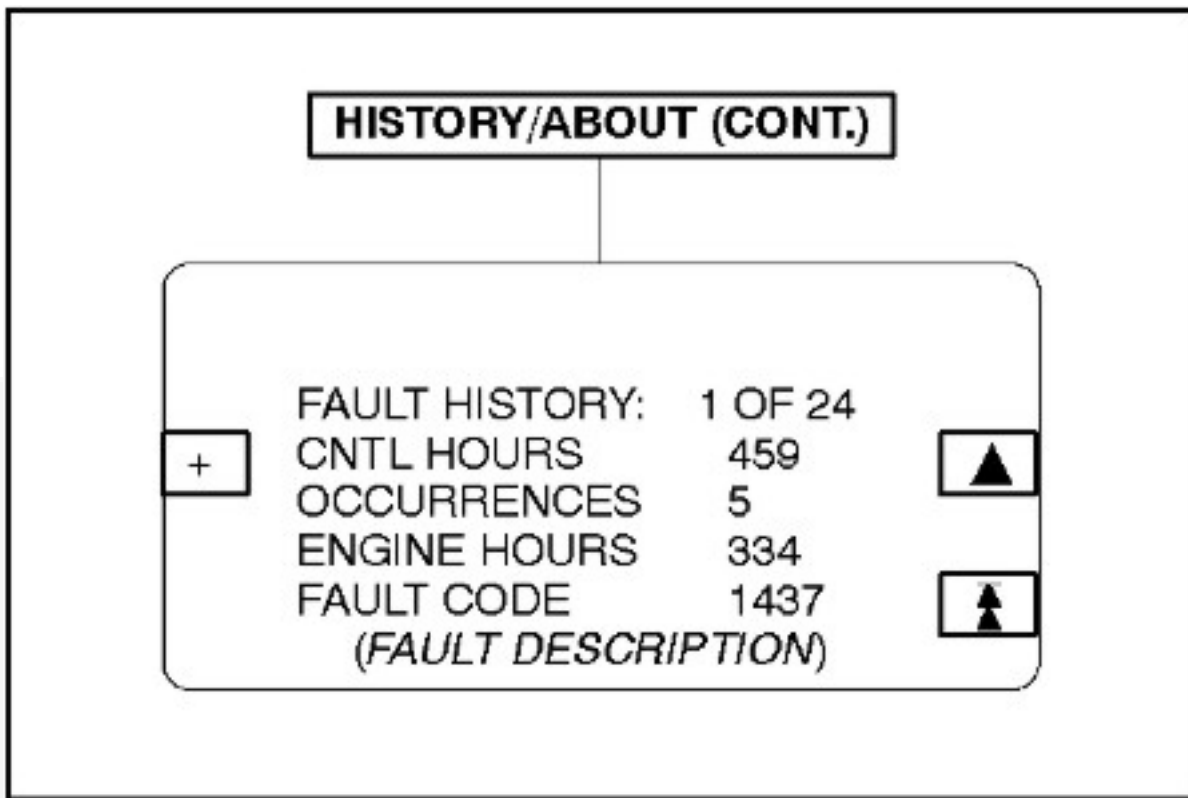 HISTORY/ABOUT (CONT.)
FAULT HISTORY: 1 OF 24
+ CNTL HOURS 459
OCCURRENCES 5
ENGINE HOURS 334
FAULT CODE 1437
(FAULT DESCRIPTION)